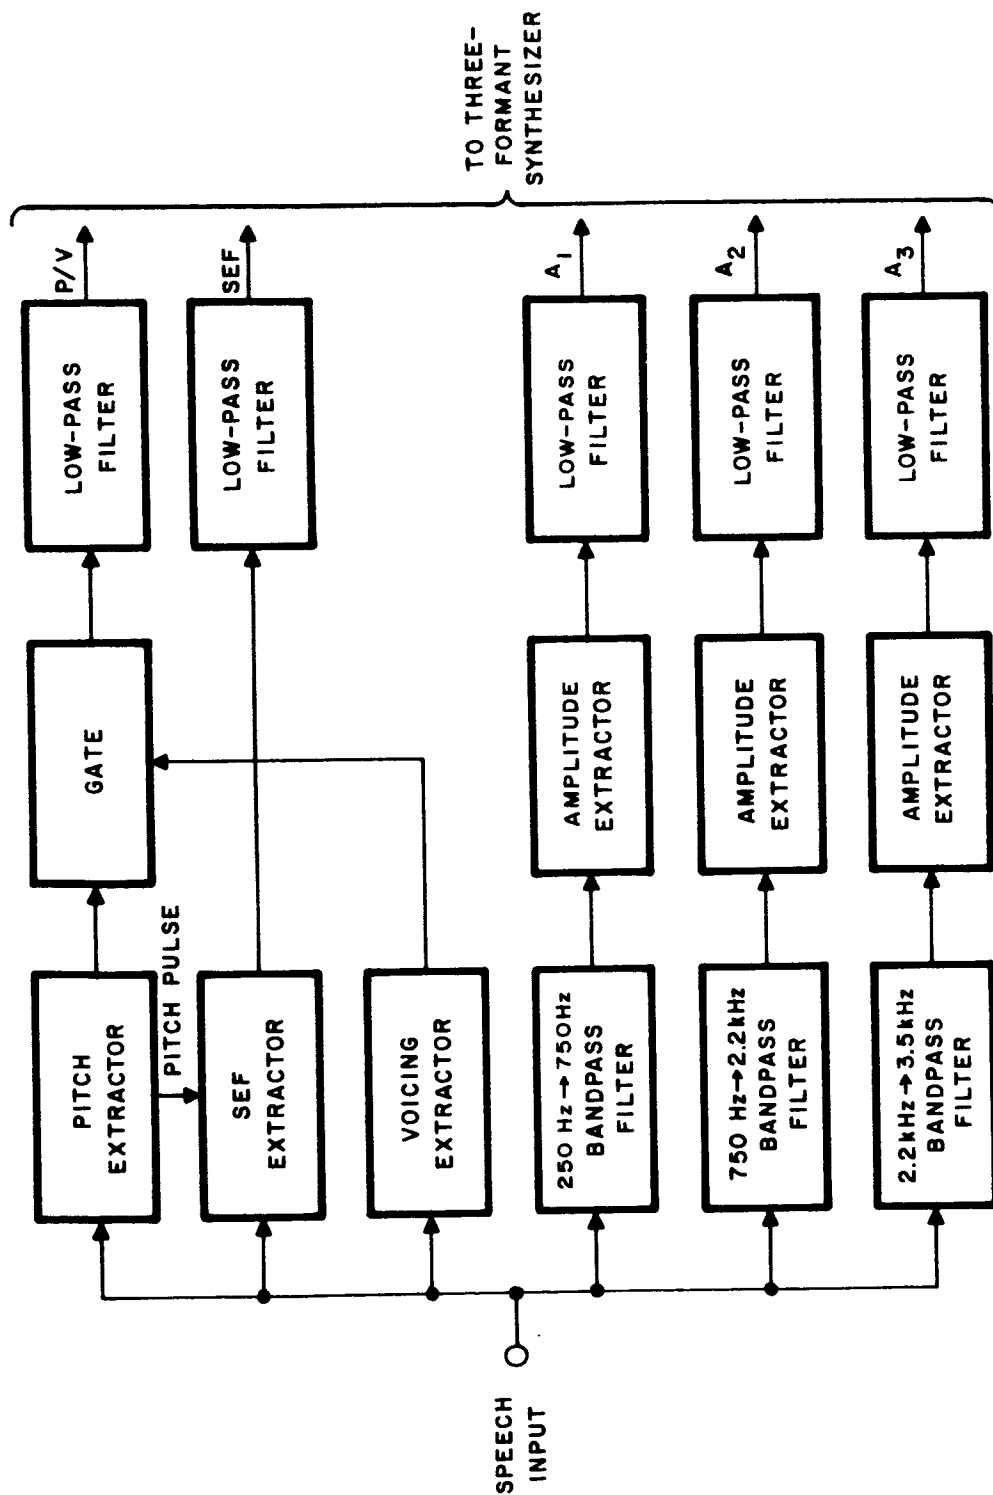 SPEECH
INPUT
PITCH
EXTRACTOR
PITCH PULSE
GATE
LOW-PASS
FILTER
P/V
SEF
EXTRACTOR
LOW-PASS
FILTER
SEF
VOICING
EXTRACTOR
250 Hz→750Hz
BANDPASS
FILTER
AMPLITUDE
EXTRACTOR
LOW-PASS
FILTER
A1
750 Hz→2.2kHz
BANDPASS
FILTER
AMPLITUDE
EXTRACTOR
LOW-PASS
FILTER
A2
2.2kHz→3.5kHz
BANDPASS
FILTER
AMPLITUDE
EXTRACTOR
LOW-PASS
FILTER
A3
TO THREE-
FORMANT
SYNTHESIZER